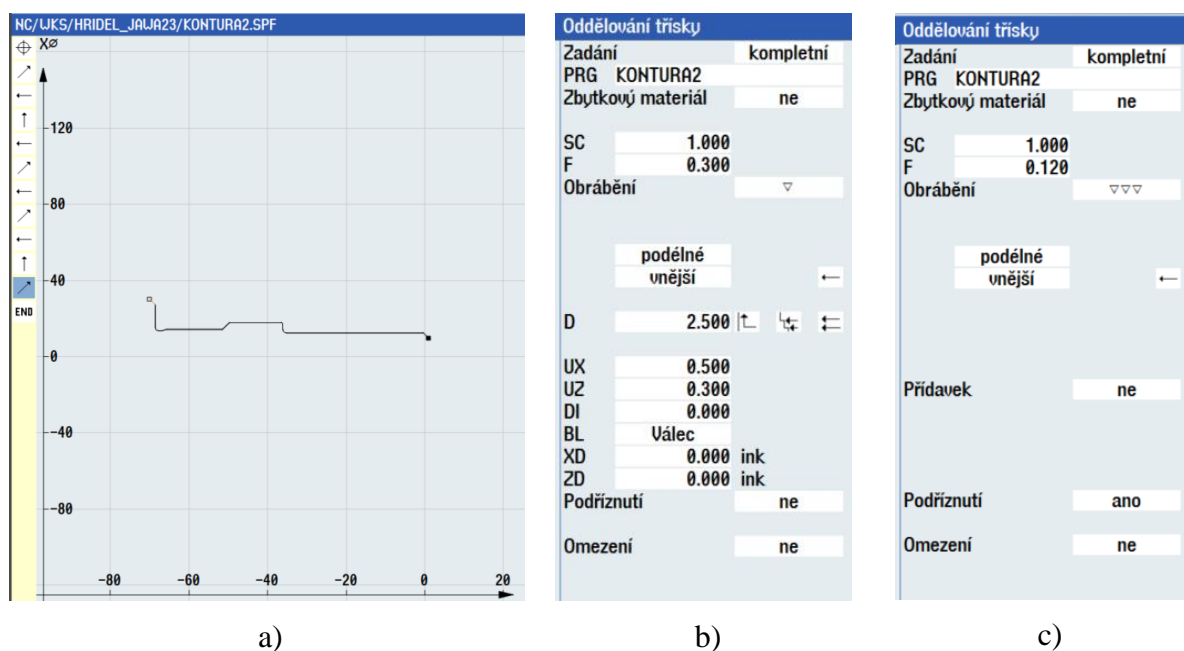 NC/WKS/HRIDEL_JAWA23/KONTURA2.SPF
X⌀
120
80
40
0
-40
-80
-80 -60 -40 -20 0 20
END
a)
Oddělování třísky
Zadání kompletní
PRG KONTURA2
Zbytkový materiál ne
SC 1.000
F 0.300
Obrábění ▽
podélné
vnější ←
D 2.500
UX 0.500
UZ 0.300
DI 0.000
BL Válec
XD 0.000 ink
ZD 0.000 ink
Podříznutí ne
Omezení ne
b)
Oddělování třísky
Zadání kompletní
PRG KONTURA2
Zbytkový materiál ne
SC 1.000
F 0.120
Obrábění ▽▽▽
podélné
vnější ←
Přídavek ne
Podříznutí ano
Omezení ne
c)